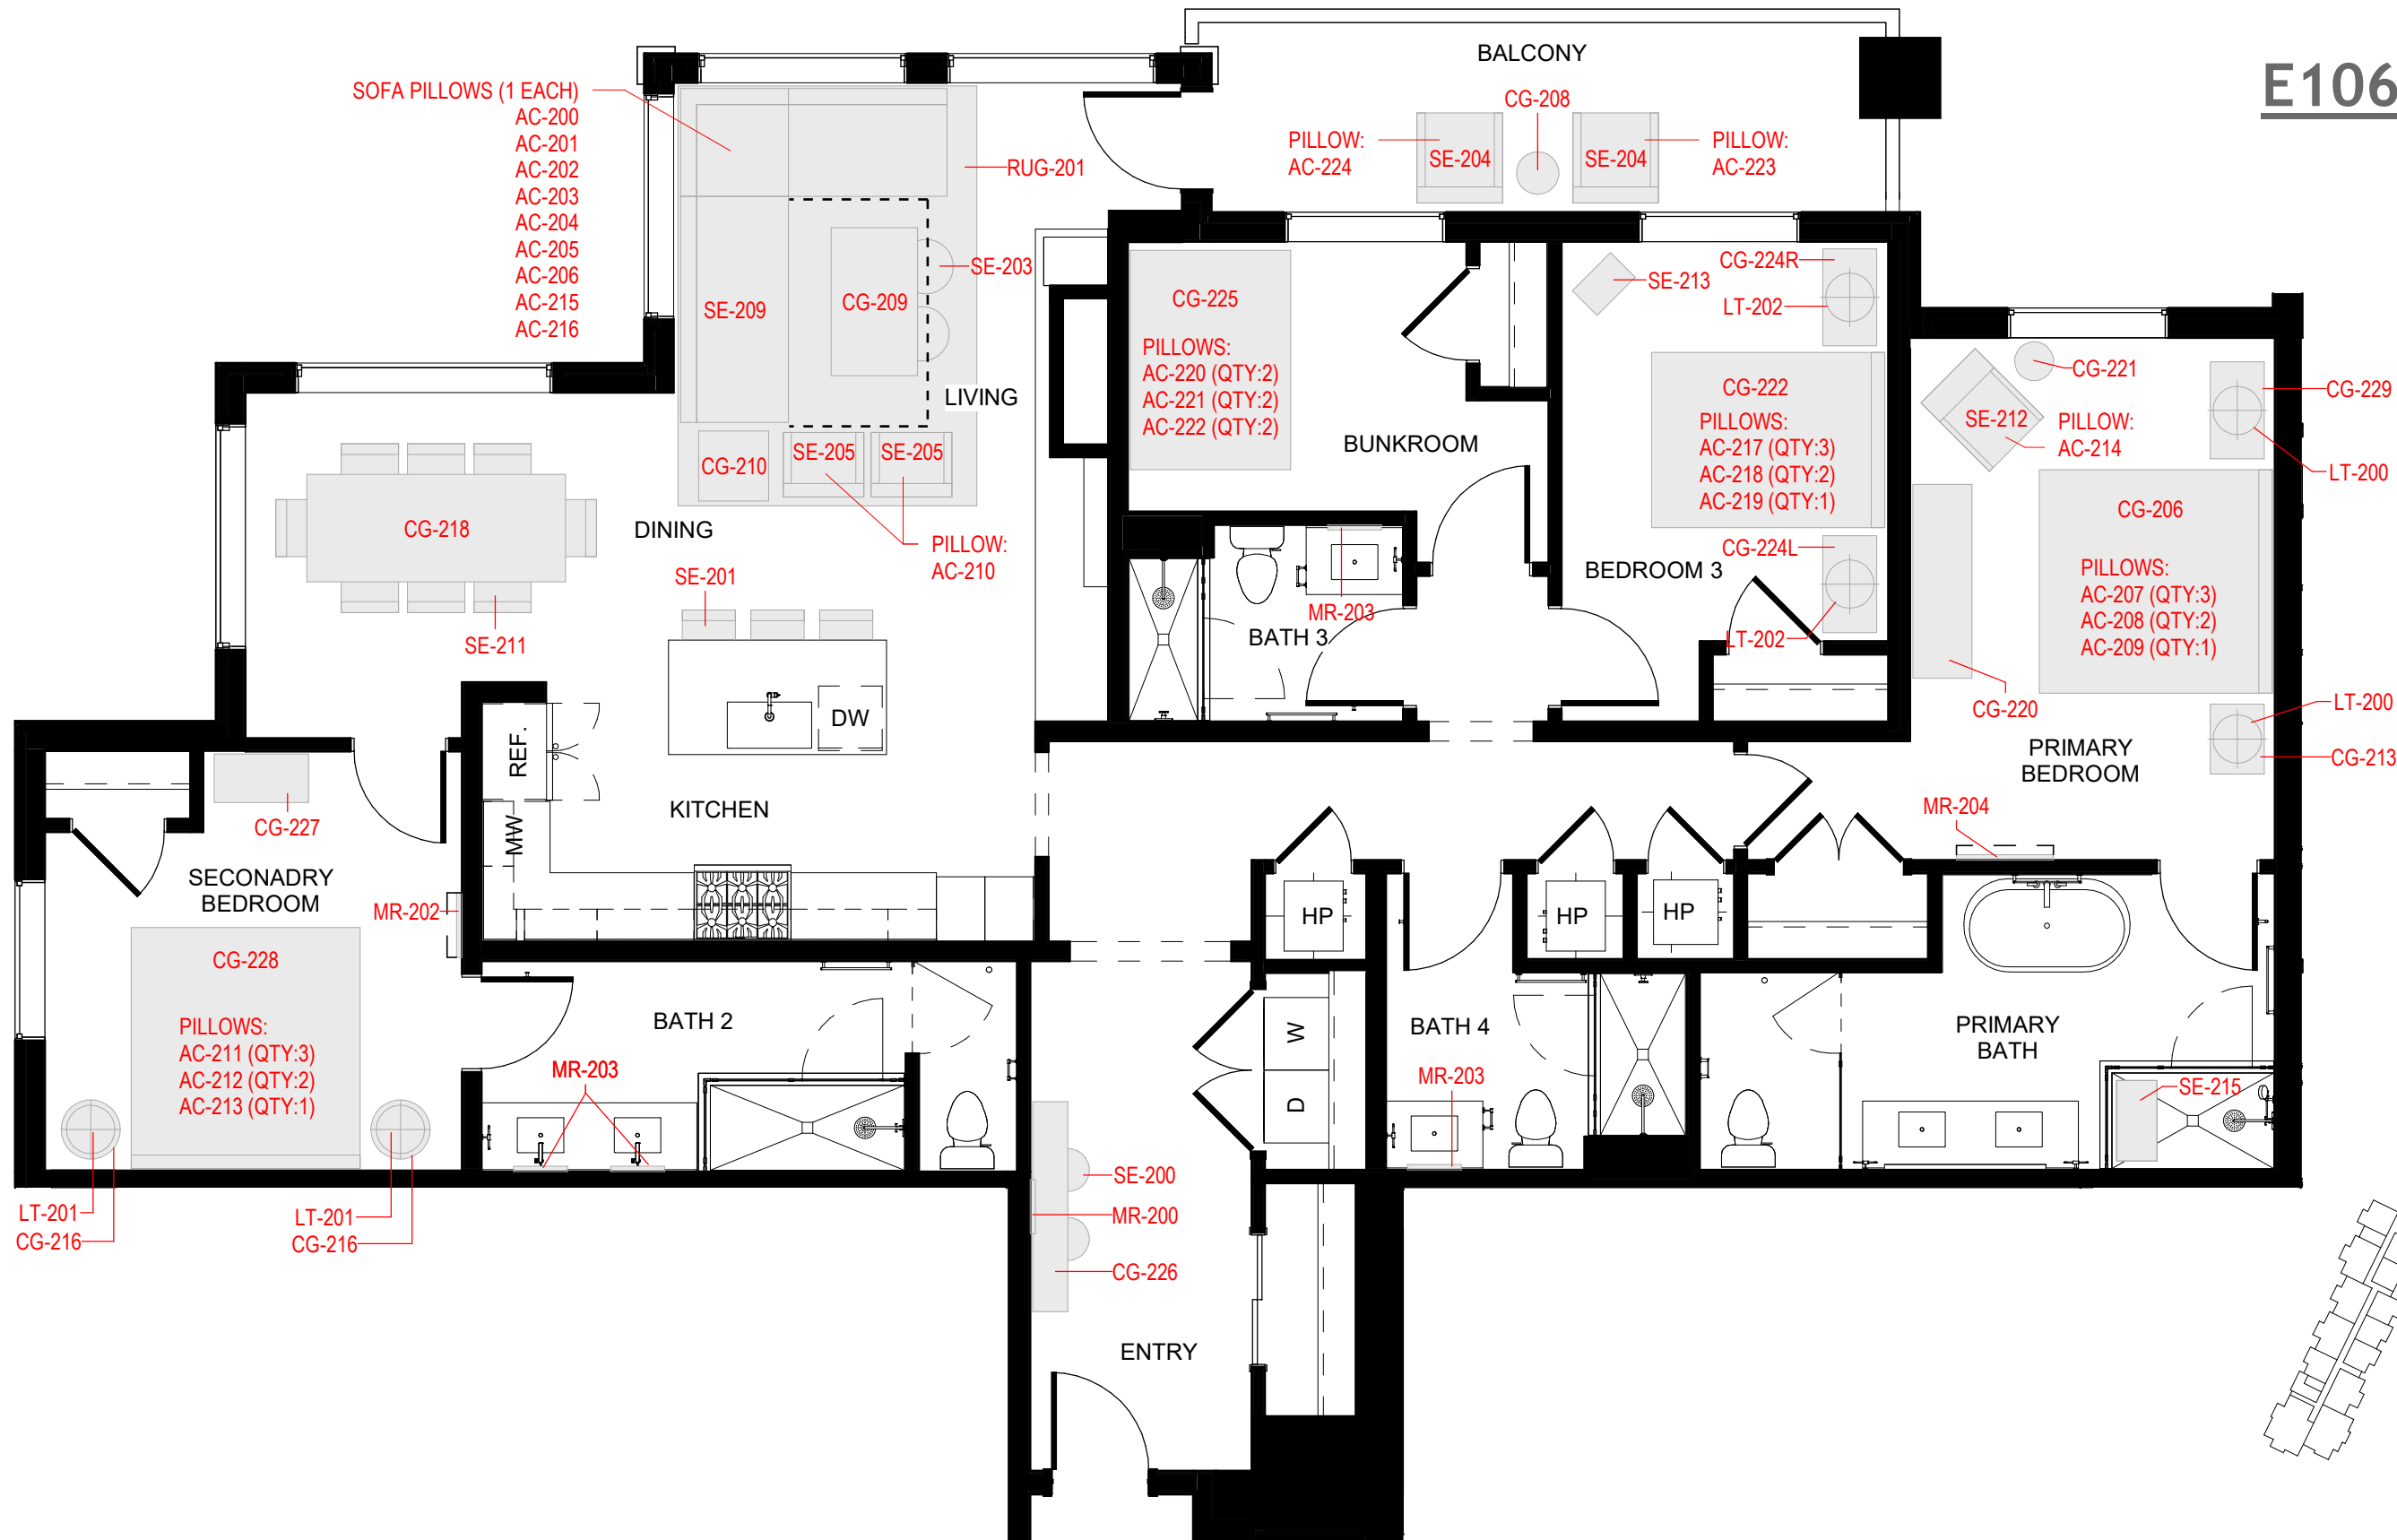 BALCONY
E106
SOFA PILLOWS (1 EACH)
AC-200
AC-201
AC-202
AC-203
AC-204
AC-205
AC-206
AC-215
AC-216
RUG-201
CG-208
PILLOW:
AC-224
SE-204
SE-204
PILLOW:
AC-223
SE-203
SE-209
CG-209
LIVING
CG-210
SE-205
SE-205
PILLOW:
AC-210
CG-225
PILLOWS:
AC-220 (QTY:2)
AC-221 (QTY:2)
AC-222 (QTY:2)
BUNKROOM
SE-213
CG-224R
LT-202
CG-222
PILLOWS:
AC-217 (QTY:3)
AC-218 (QTY:2)
AC-219 (QTY:1)
CG-224L
BEDROOM 3
LT-202
CG-221
CG-229
SE-212
PILLOW:
AC-214
LT-200
CG-206
PILLOWS:
AC-207 (QTY:3)
AC-208 (QTY:2)
AC-209 (QTY:1)
CG-220
LT-200
CG-213
PRIMARY
BEDROOM
MR-204
CG-218
DINING
SE-211
SE-201
MR-203
BATH 3
DW
REF.
MW
KITCHEN
CG-227
SECONADRY
BEDROOM
MR-202
CG-228
PILLOWS:
AC-211 (QTY:3)
AC-212 (QTY:2)
AC-213 (QTY:1)
LT-201
CG-216
LT-201
CG-216
BATH 2
MR-203
HP
HP
HP
W
D
BATH 4
MR-203
PRIMARY
BATH
SE-215
SE-200
MR-200
CG-226
ENTRY